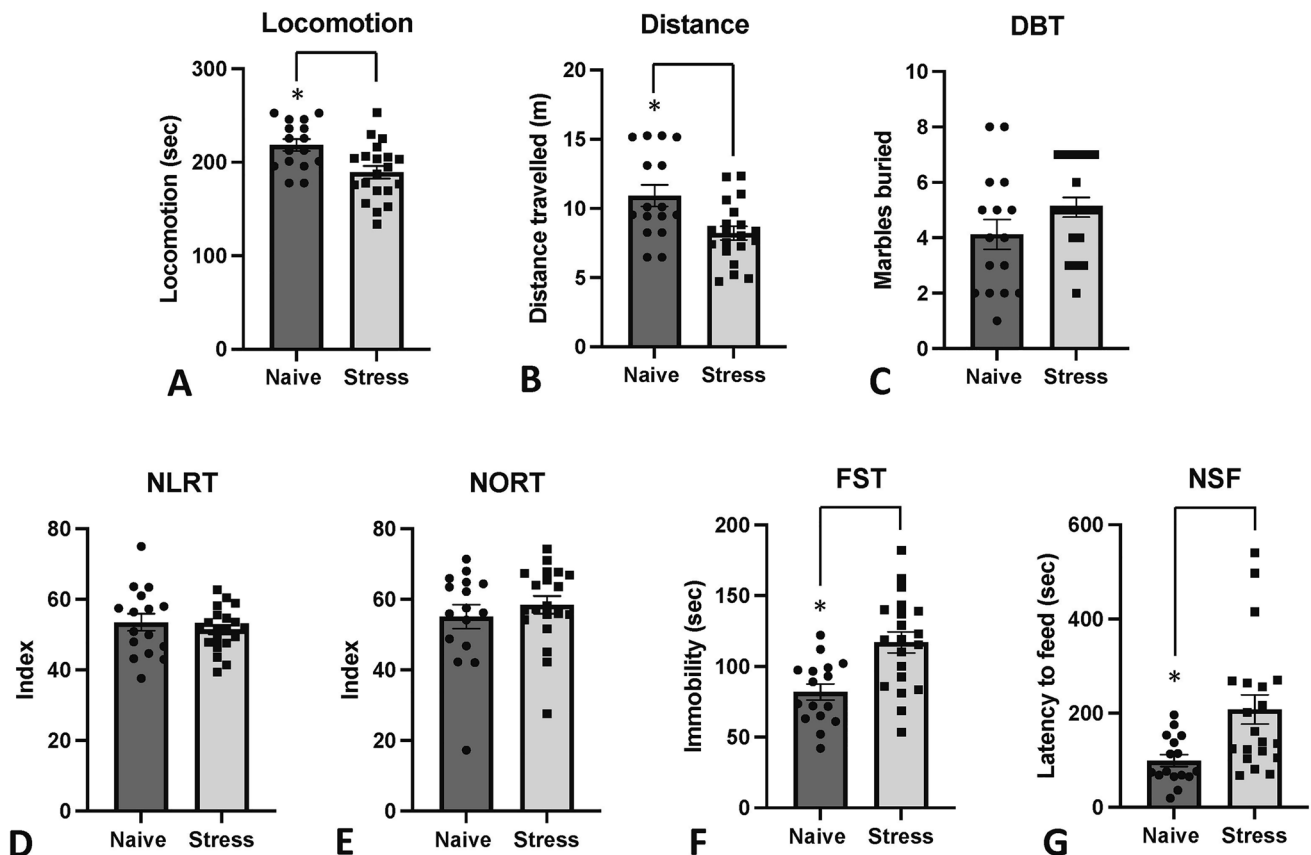 Locomotion
Locomotion (sec)
300
200
100
0
*
Naive
Stress
A
Distance
Distance travelled (m)
20
15
10
5
0
*
Naive
Stress
B
DBT
Marbles buried
10
8
6
4
2
0
Naive
Stress
C
NLRT
Index
80
60
40
20
0
Naive
Stress
D
NORT
Index
80
60
40
20
0
Naive
Stress
E
FST
Immobility (sec)
200
150
100
50
0
*
Naive
Stress
F
NSF
Latency to feed (sec)
600
400
200
0
*
Naive
Stress
G